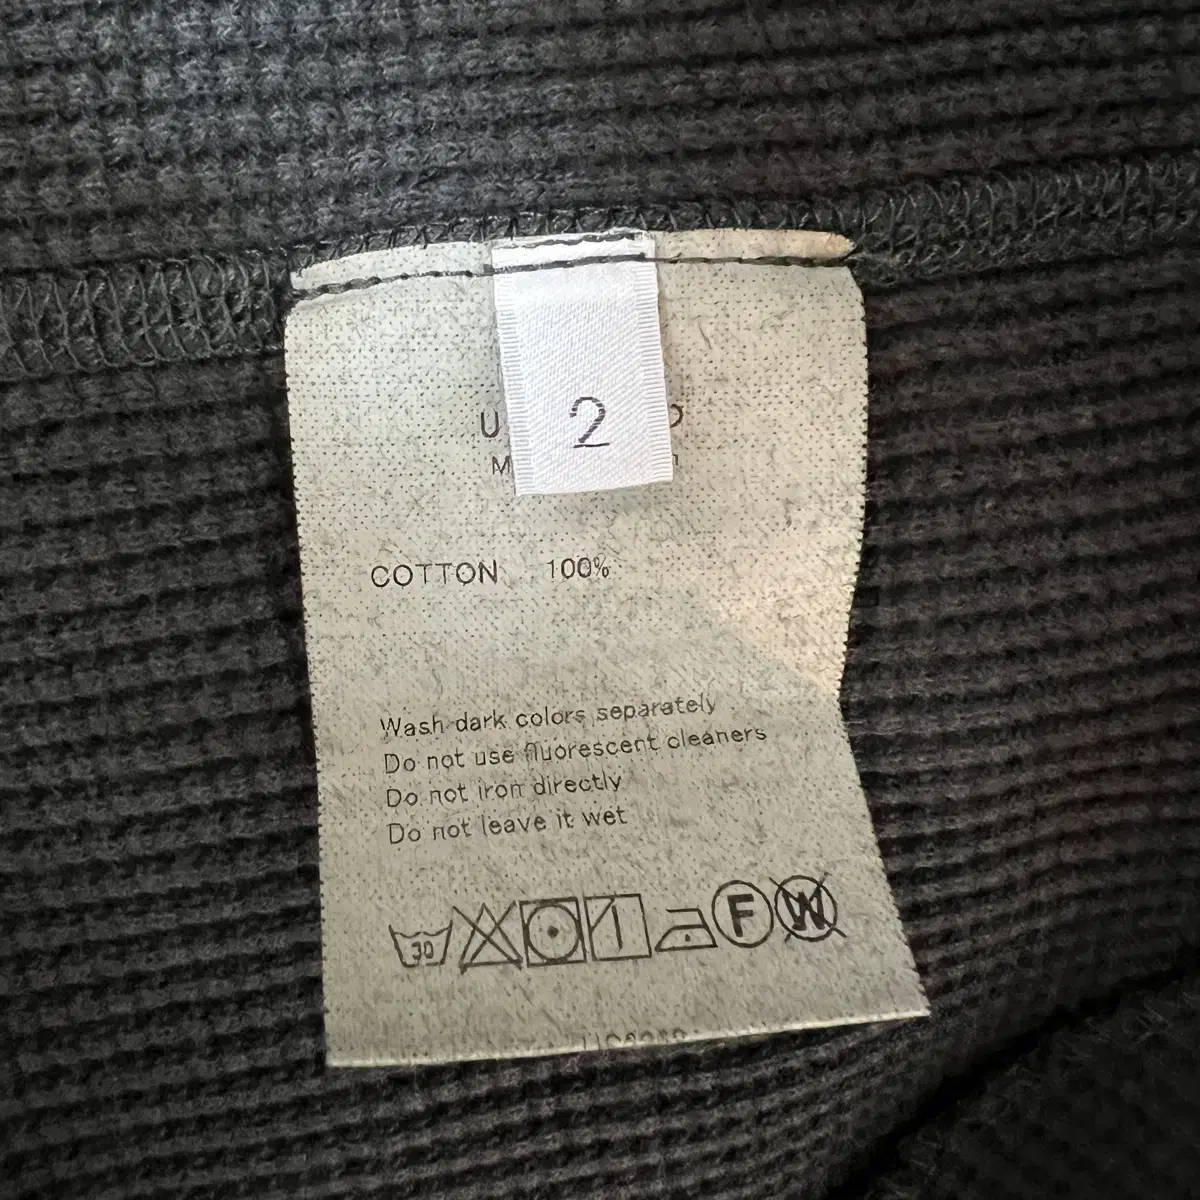 2
COTTON 100%
Wash dark colors separately
Do not use fluorescent cleaners
Do not iron directly
Do not leave it wet
30 F W